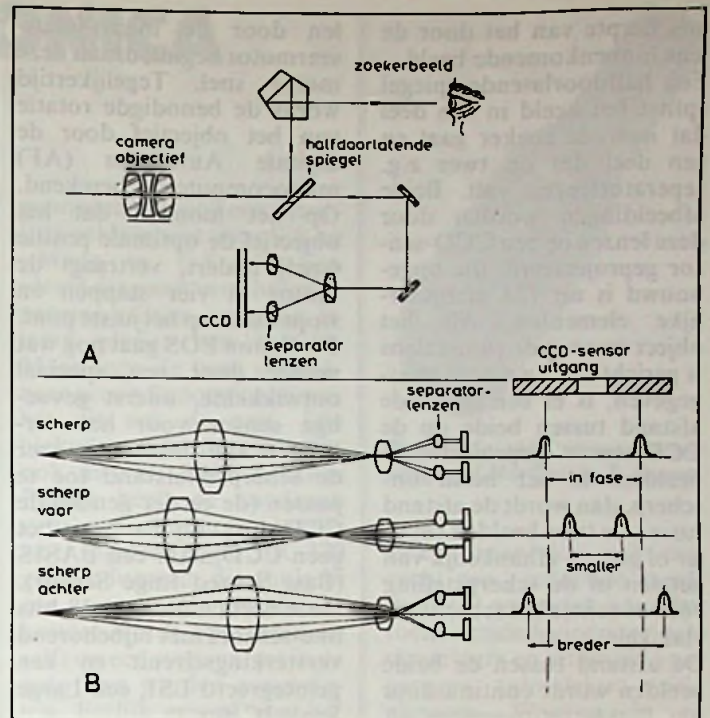 zoekerbeeld
camera
objectief
halfdoorlatende
spiegel
CCD
separator
lenzen
A
CCD-sensor
uitgang
separator-
lenzen
scherp
in fase
scherp
voor
smaller
scherp
achter
breder
B